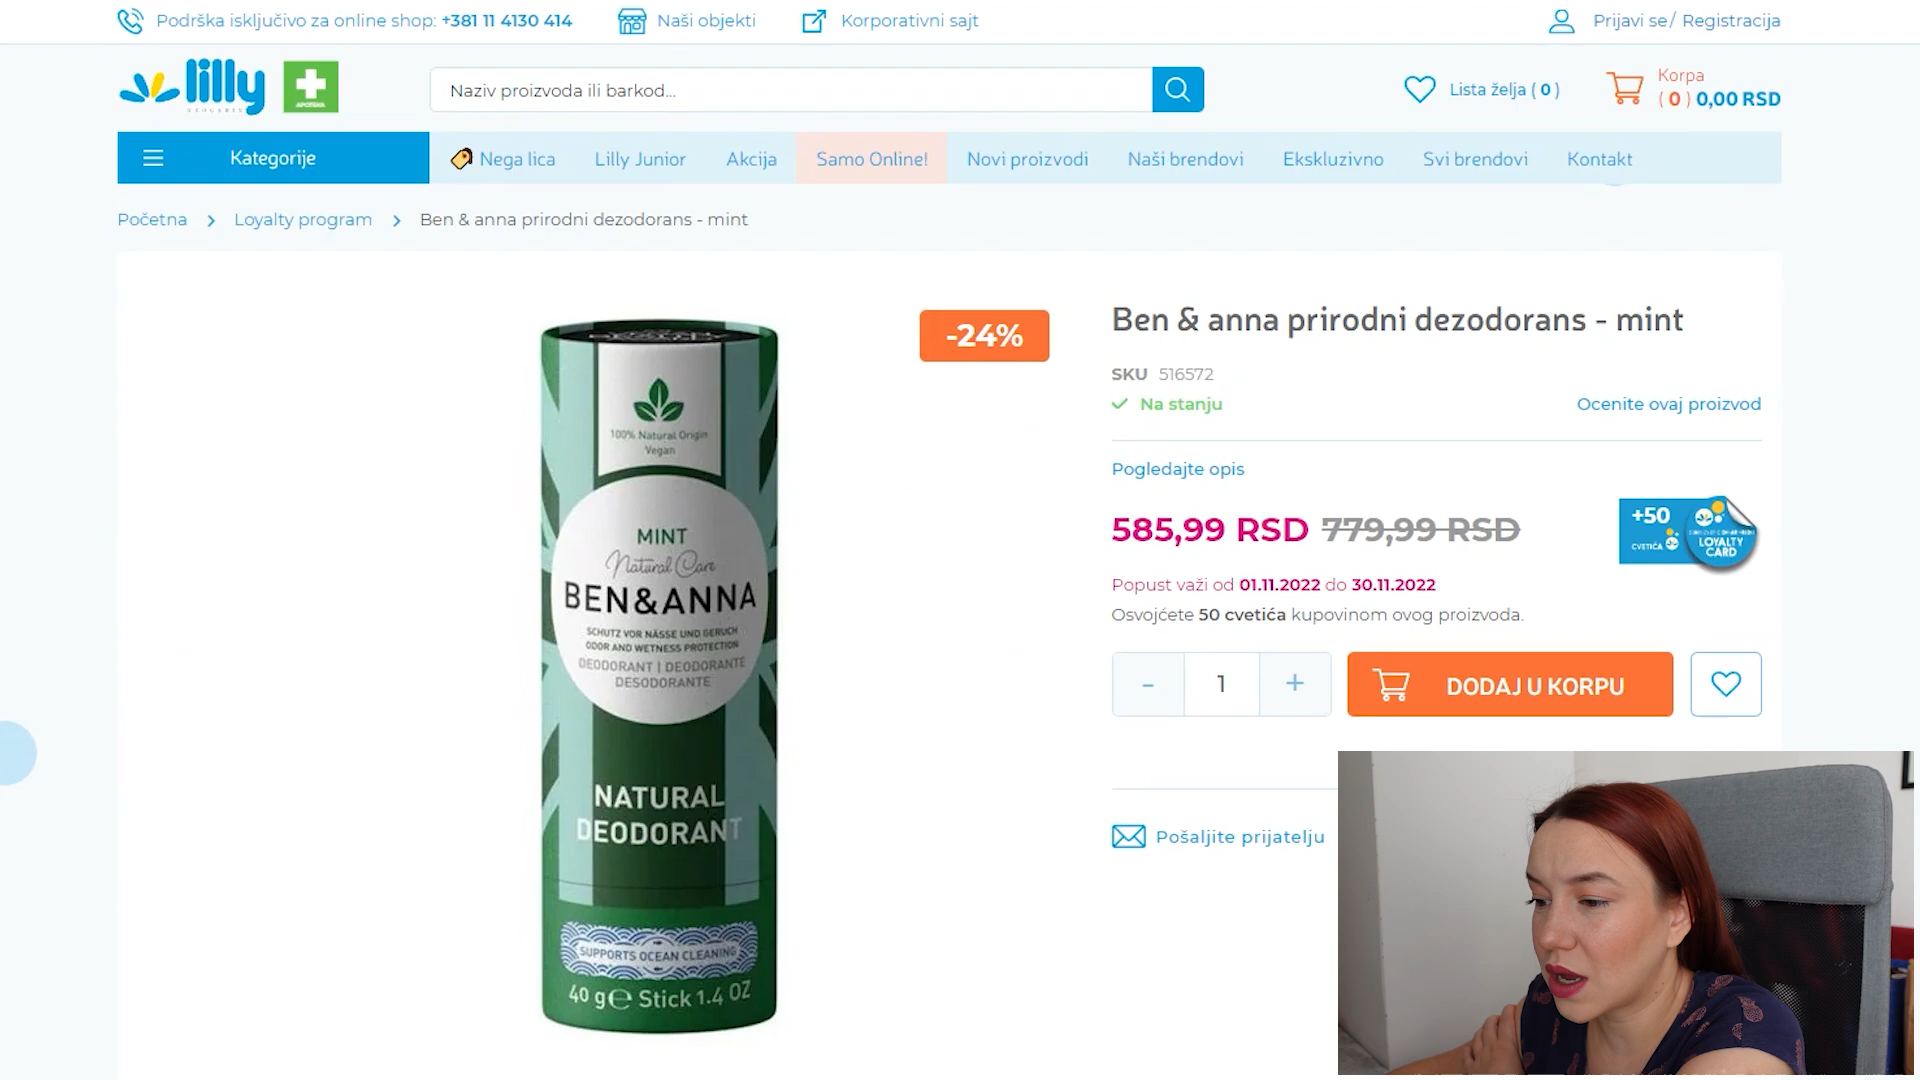 Podrška isključivo za online shop: +381 11 4130 414
Naši objekti
Korporativni sajt
Prijavi se/ Registracija
lilly
APOTEKA
Naziv proizvoda ili barkod...
Lista želja ( 0 )
Korpa
( 0 ) 0,00 RSD
Kategorije
Nega lica
Lilly Junior
Akcija
Samo Online!
Novi proizvodi
Naši brendovi
Ekskluzivno
Svi brendovi
Kontakt
Početna > Loyalty program > Ben & anna prirodni dezodorans - mint
-24%
100% Natural Origin
Vegan
MINT
Natural Care
BEN&ANNA
SCHUTZ VOR NÄSSE UND GERUCH
ODOR AND WETNESS PROTECTION
DEODORANT | DEODORANTE
DESODORANTE
NATURAL
DEODORANT
SUPPORTS OCEAN CLEANING
40 g℮ Stick 1.4 OZ
Ben & anna prirodni dezodorans - mint
SKU 516572
Na stanju
Ocenite ovaj proizvod
Pogledajte opis
585,99 RSD 779,99 RSD
+50
CVETIĆA
LOYALTY
CARD
Popust važi od 01.11.2022 do 30.11.2022
Osvojićete 50 cvetića kupovinom ovog proizvoda.
- 1 +
DODAJ U KORPU
Pošaljite prijatelju